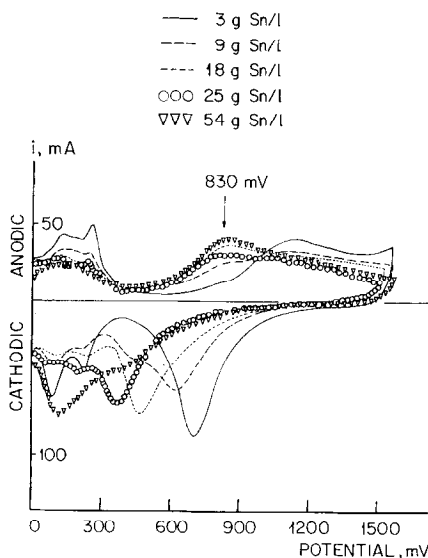 3 g Sn/l
9 g Sn/l
18 g Sn/l
25 g Sn/l
54 g Sn/l
i, mA
830 mV
50
ANODIC
CATHODIC
100
0 300 600 900 1200 1500
POTENTIAL, mV